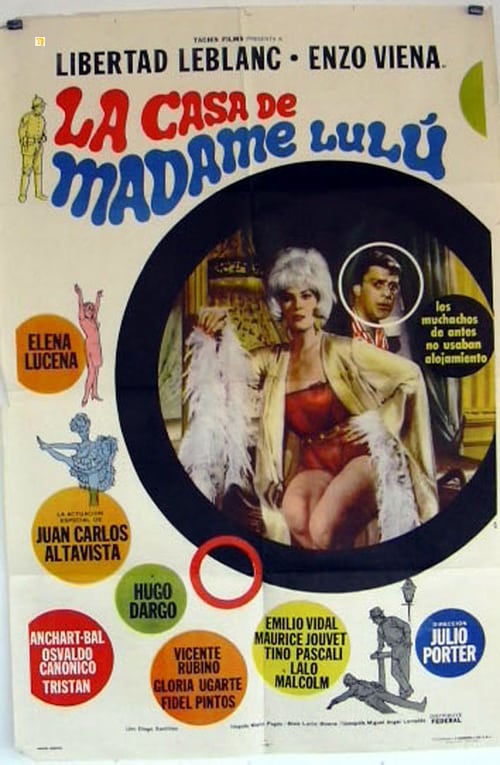 TACHS FILMS PRESENTA A
LIBERTAD LEBLANC • ENZO VIENA.
LA CASA DE
MADAME LULÚ
los
muchachos
de antes
no usaban
alojamiento
ELENA
LUCENA
LA ACTUACION
ESPECIAL DE
JUAN CARLOS
ALTAVISTA
HUGO
DARGO
ANCHART-BAL
OSVALDO
CANONICO
TRISTAN
VICENTE
RUBINO
GLORIA UGARTE
FIDEL PINTOS
EMILIO VIDAL
MAURICE JOUVET
TINO PASCALI
LALO
MALCOLM
DIRECCION
JULIO
PORTER
DISTRIBUYE
FEDERAL